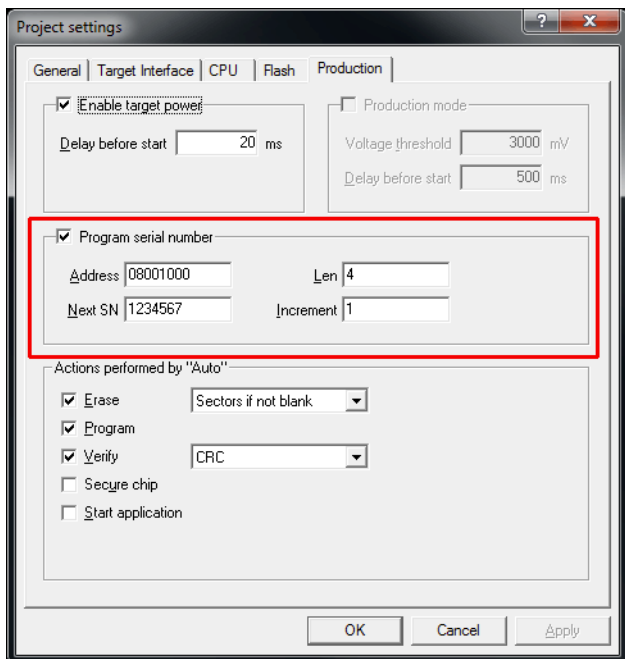 Project settings
General
Target Interface
CPU
Flash
Production
Enable target power
Delay before start 20 ms
Production mode
Voltage threshold 3000 mV
Delay before start 500 ms
Program serial number
Address 08001000
Len 4
Next SN 1234567
Increment 1
Actions performed by "Auto"
Erase Sectors if not blank
Program
Verify CRC
Secure chip
Start application
OK
Cancel
Apply